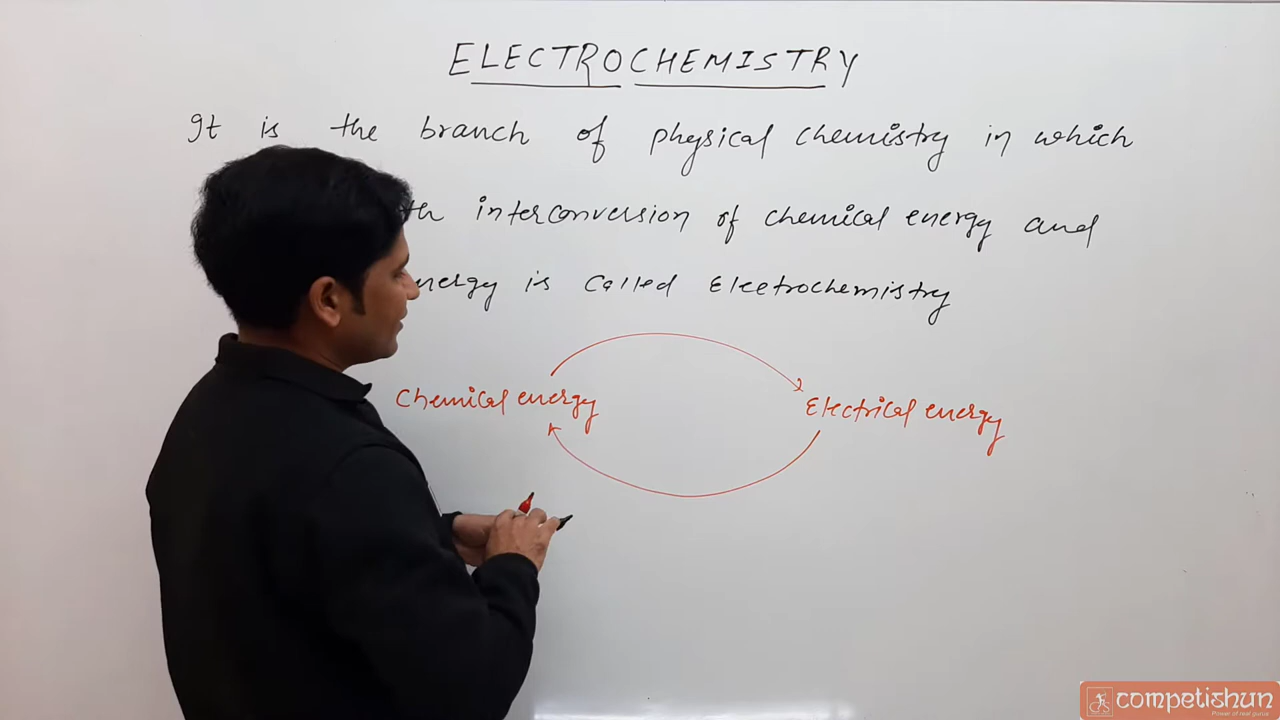 ELECTROCHEMISTRY
It is the branch of physical chemistry in which
interconversion of chemical energy and
is called Electrochemistry
Chemical energy
Electrical energy
competishun